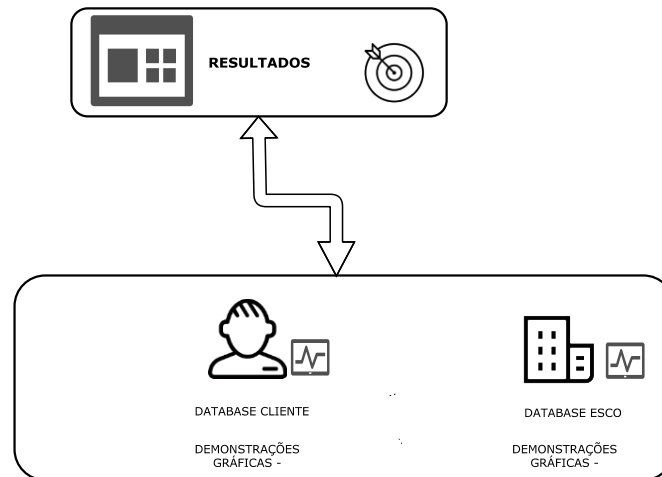 RESULTADOS
DATABASE CLIENTE
DATABASE ESCO
DEMONSTRAÇÕES
GRÁFICAS -
DEMONSTRAÇÕES
GRÁFICAS -